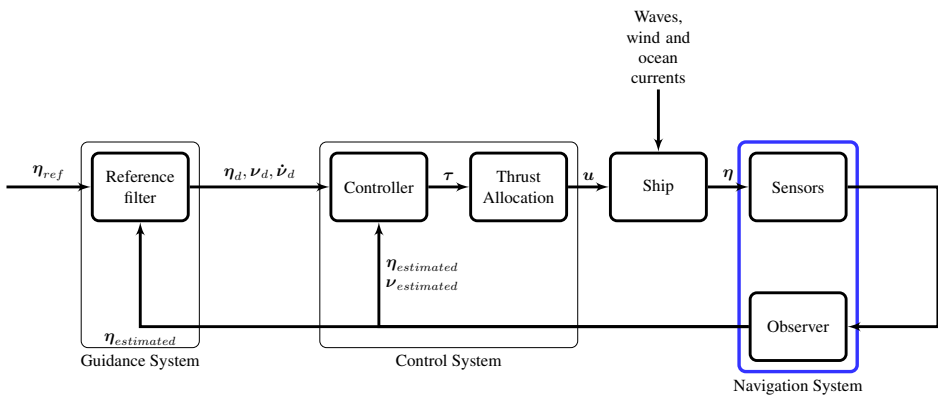 Waves,
wind and
ocean
currents
η_ref
Reference
filter
η_d, ν_d, ν̇_d
Controller
τ
Thrust
Allocation
u
Ship
η
Sensors
η_estimated
ν_estimated
Observer
η_estimated
Guidance System
Control System
Navigation System